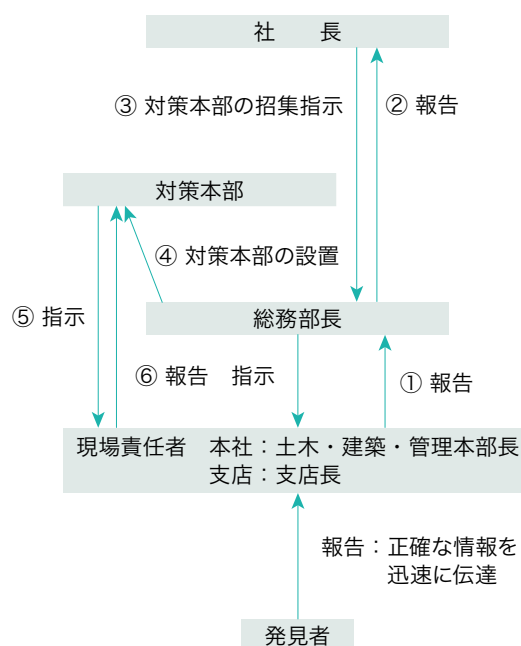 社　　長
③ 対策本部の招集指示
② 報告
対策本部
④ 対策本部の設置
⑤ 指示
総務部長
⑥ 報告　指示
① 報告
現場責任者　本社：土木・建築・管理本部長
支店：支店長
報告：正確な情報を
迅速に伝達
発見者